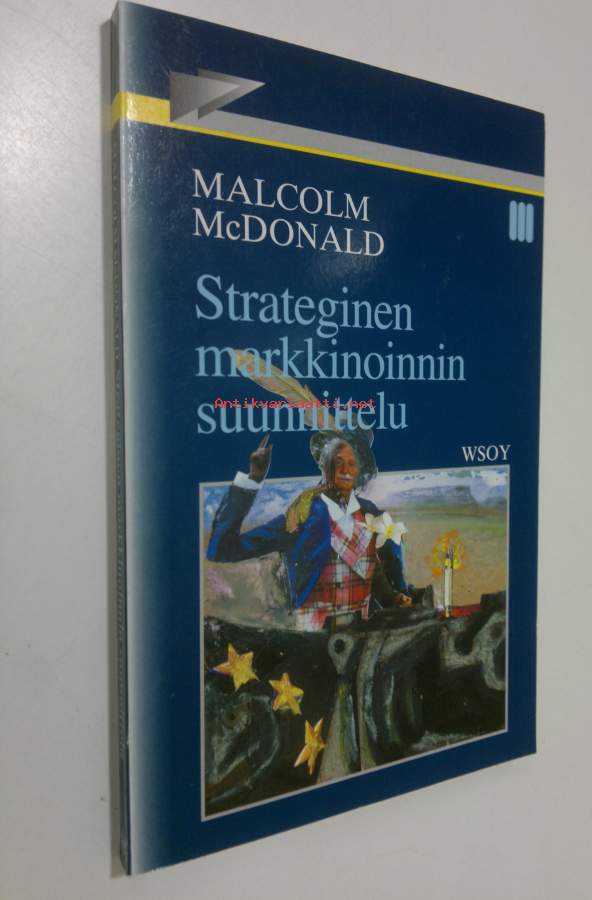 MALCOLM
McDONALD
Strateginen
markkinoinnin
suunnittelu
Antikvariaatti.net
WSOY